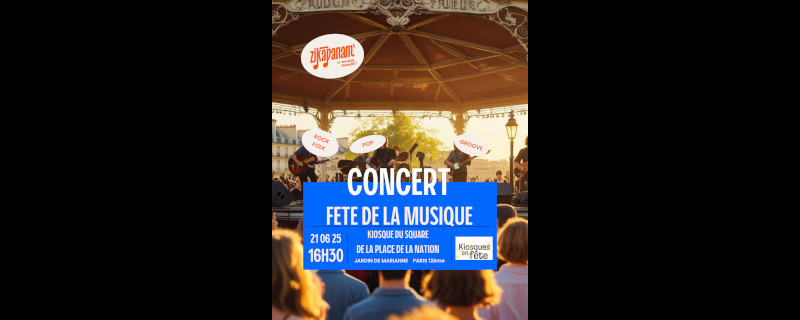 zikapanam'
ROCK
FOLK
POP
GROOVE
CONCERT
FETE DE LA MUSIQUE
21 06 25
16H30
KIOSQUE DU SQUARE
DE LA PLACE DE LA NATION
JARDIN DE MARIANNE PARIS 12ème
Kiosques
en
fête